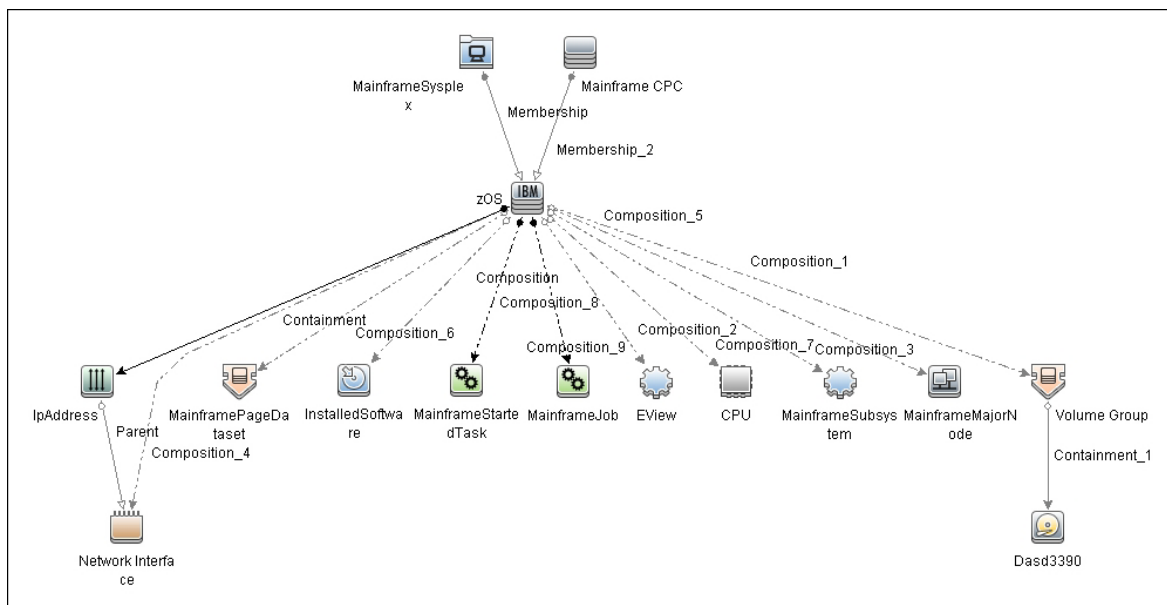 MainframeSysple
x
Mainframe CPC
Membership
Membership_2
IBM
zOS
Composition_5
Composition
Composition_1
Composition_8
Containment
Composition_6
Composition_2
Composition_7
Composition_3
Composition_9
IpAddress
MainframePageDa
taset
InstalledSoftwa
re
MainframeStarte
dTask
MainframeJob
EView
CPU
MainframeSubsys
tem
MainframeMajorN
ode
Volume Group
Parent
Composition_4
Containment_1
Network Interfa
ce
Dasd3390